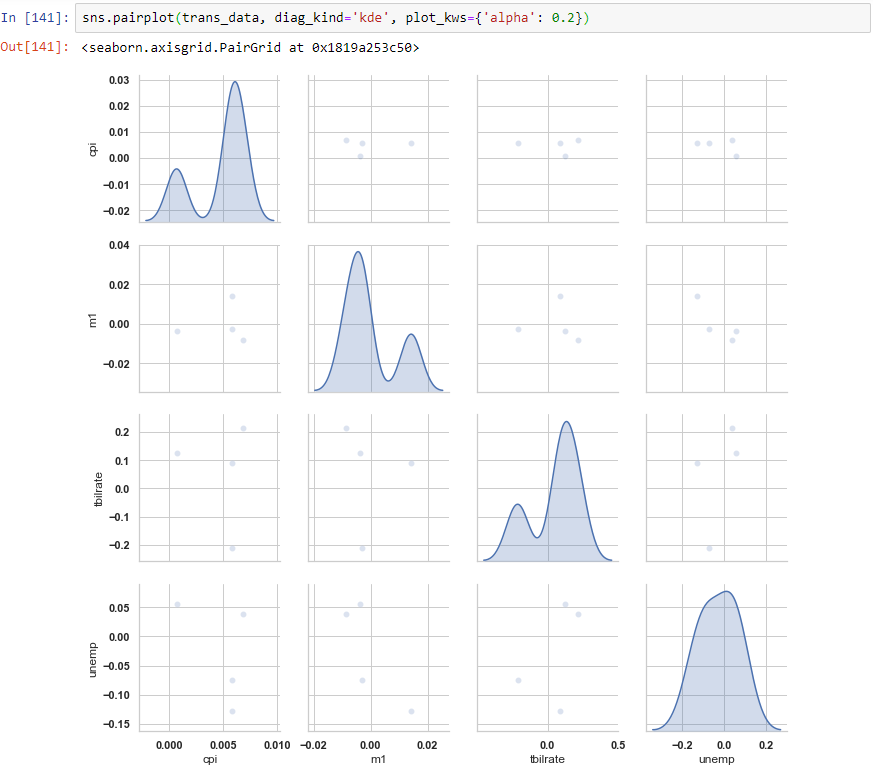 In [141]: sns.pairplot(trans_data, diag_kind='kde', plot_kws={'alpha': 0.2})
Out[141]: <seaborn.axisgrid.PairGrid at 0x1819a253c50>
0.03
0.02
0.01
0.00
−0.01
−0.02
cpi
0.04
0.02
0.00
−0.02
m1
0.2
0.1
0.0
−0.1
−0.2
tbilrate
0.05
0.00
−0.05
−0.10
−0.15
unemp
0.000 0.005 0.010 −0.02 0.00 0.02 0.0 0.5 −0.2 0.0 0.2
cpi m1 tbilrate unemp